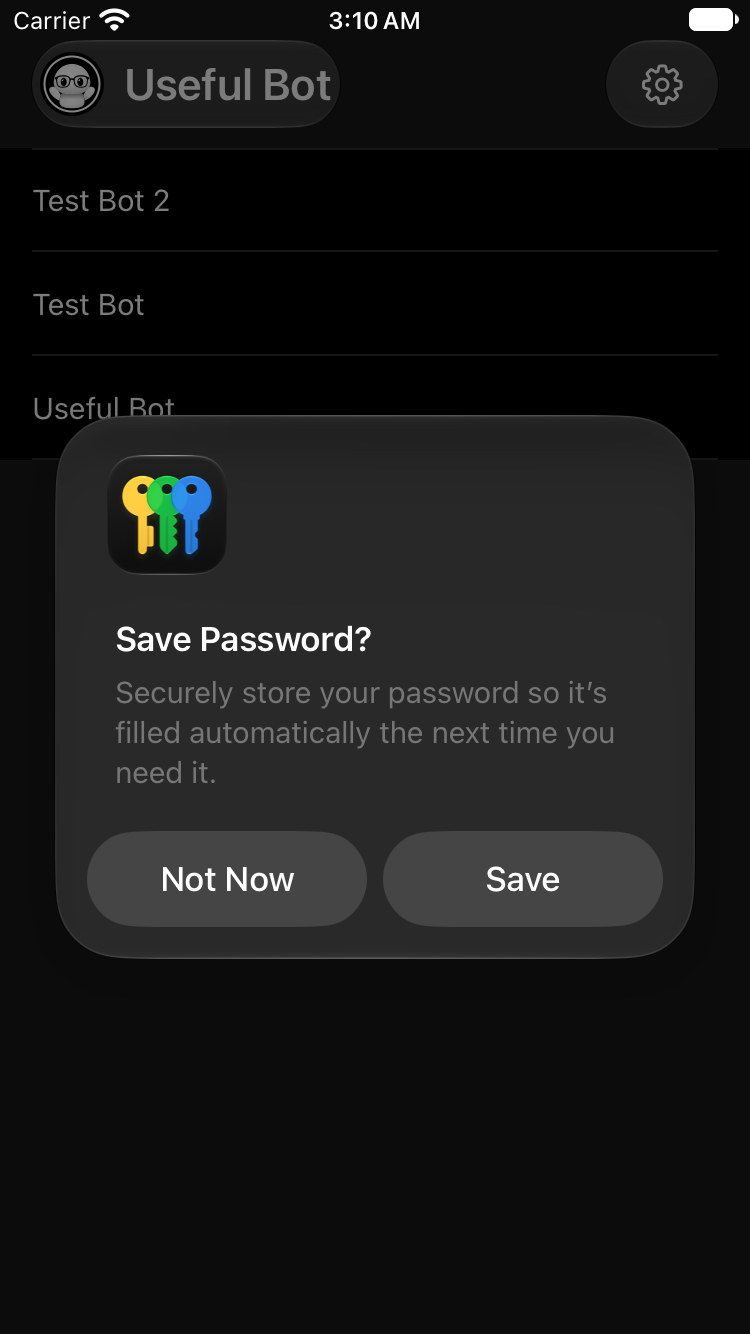 Carrier
3:10 AM
Useful Bot
Test Bot 2
Test Bot
Useful Bot
Save Password?
Securely store your password so it’s
filled automatically the next time you
need it.
Not Now
Save